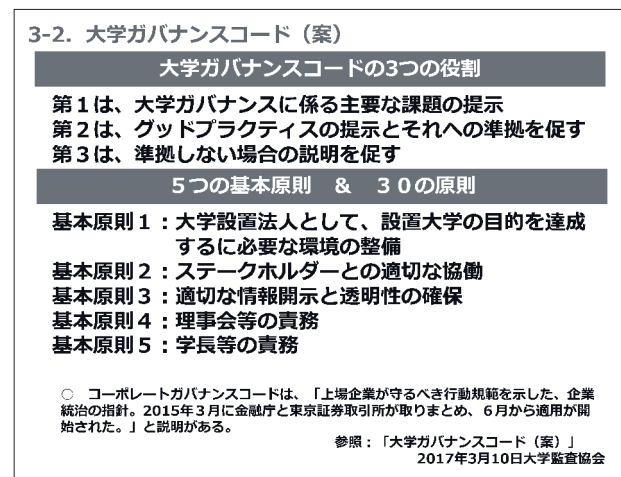 3-2. 大学ガバナンスコード（案）
大学ガバナンスコードの3つの役割
第１は、大学ガバナンスに係る主要な課題の提示
第２は、グッドプラクティスの提示とそれへの準拠を促す
第３は、準拠しない場合の説明を促す
５つの基本原則　＆　３０の原則
基本原則１：大学設置法人として、設置大学の目的を達成
するに必要な環境の整備
基本原則２：ステークホルダーとの適切な協働
基本原則３：適切な情報開示と透明性の確保
基本原則４：理事会等の責務
基本原則５：学長等の責務
○　コーポレートガバナンスコードは、「上場企業が守るべき行動規範を示した、企業
統治の指針。2015年３月に金融庁と東京証券取引所が取りまとめ、６月から適用が開
始された。」と説明がある。
参照：「大学ガバナンスコード（案）」
2017年3月10日大学監査協会